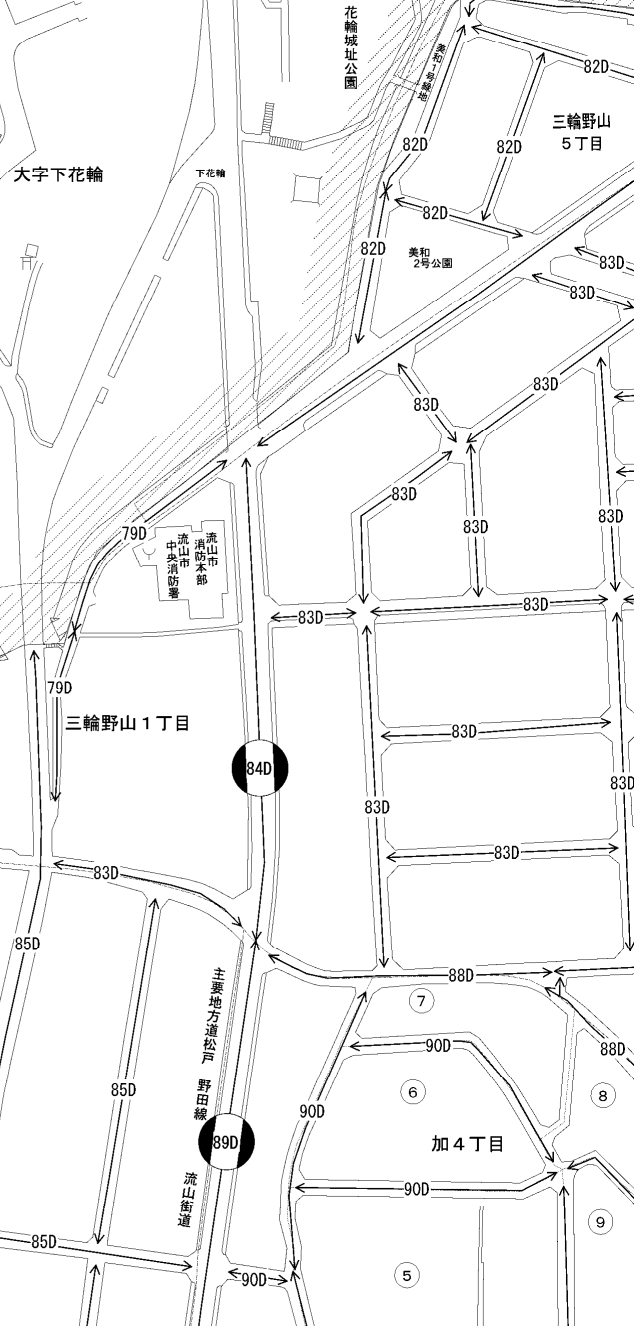 花輪城址公園
美和1号緑地
82D
三輪野山
5丁目
82D
82D
大字下花輪
下花輪
82D
82D
美和
2号公園
83D
83D
83D
83D
83D
83D
83D
79D
流山市
消防本部
流山市
中央消防署
83D
83D
79D
三輪野山1丁目
83D
84D
83D
83D
83D
83D
85D
主要地方道松戸 野田線
88D
7
90D
88D
85D
6
8
90D
89D
加4丁目
流山街道
90D
9
85D
90D
5